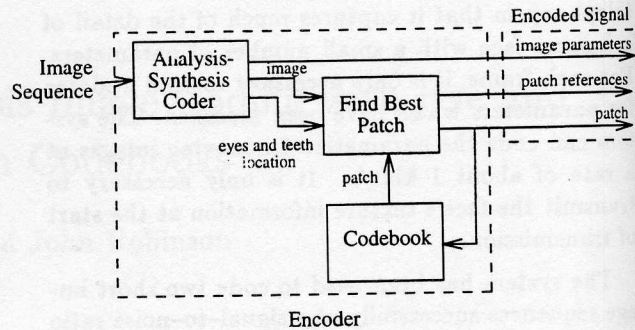 Encoded Signal
image parameters
patch references
patch
Image
Sequence
Analysis-
Synthesis
Coder
image
eyes and teeth
location
Find Best
Patch
patch
Codebook
Encoder